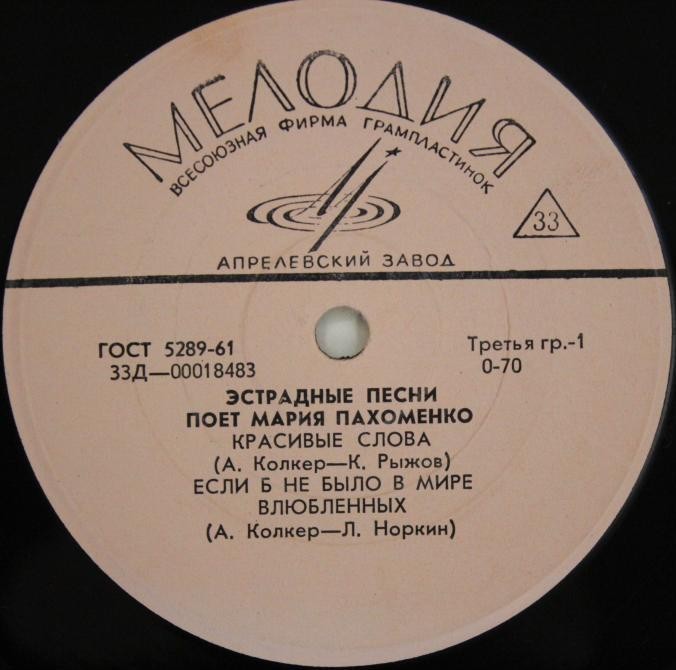 МЕЛОДИЯ
ВСЕСОЮЗНАЯ ФИРМА ГРАМПЛАСТИНОК
33
АПРЕЛЕВСКИЙ ЗАВОД
ГОСТ 5289-61
33Д—00018483
Третья гр.-1
0-70
ЭСТРАДНЫЕ ПЕСНИ
ПОЕТ МАРИЯ ПАХОМЕНКО
КРАСИВЫЕ СЛОВА
(А. Колкер—К. Рыжов)
ЕСЛИ Б НЕ БЫЛО В МИРЕ
ВЛЮБЛЕННЫХ
(А. Колкер—Л. Норкин)